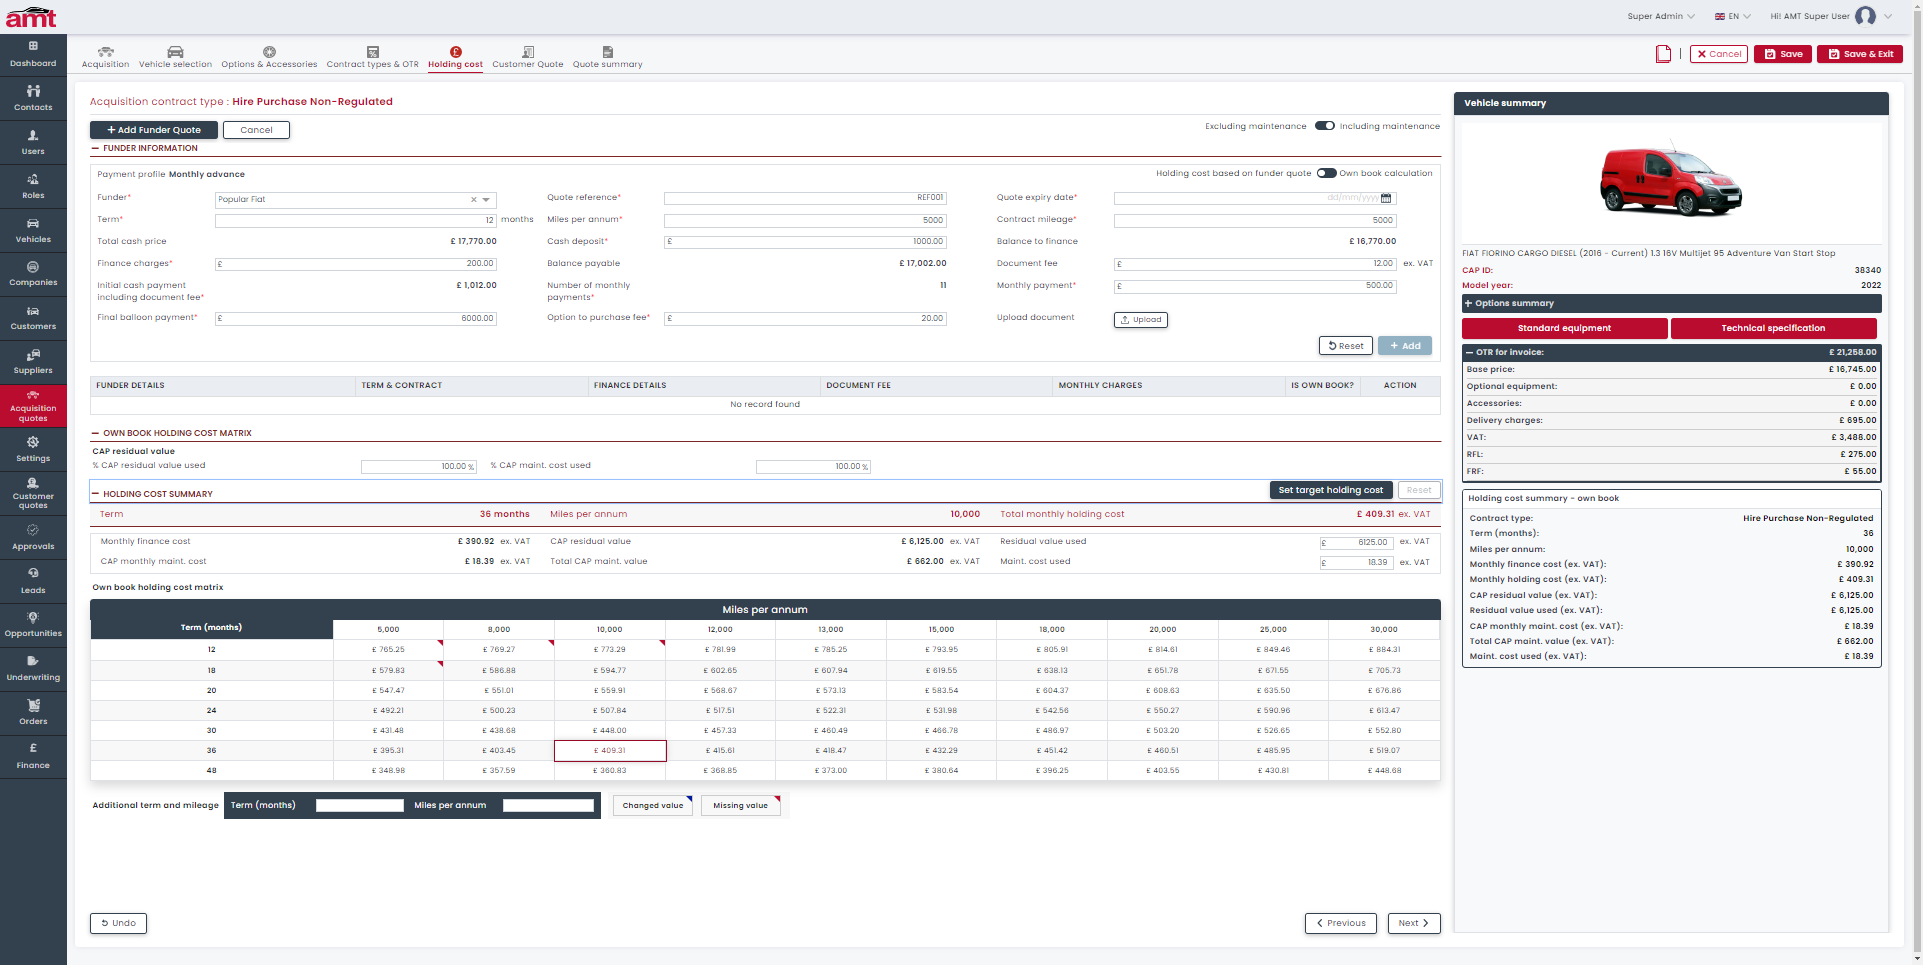 amt
Super Admin
EN
Hi! AMT Super User
Dashboard
Contacts
Users
Roles
Vehicles
Companies
Customers
Suppliers
Acquisition
quotes
Settings
Customer
quotes
Approvals
Leads
Opportunities
Underwriting
Orders
£
Finance
Acquisition
Vehicle selection
Options & Accessories
Contract types & OTR
Holding cost
Customer Quote
Quote summary
Cancel
Save
Save & Exit
Acquisition contract type : Hire Purchase Non-Regulated
+ Add Funder Quote
Cancel
Excluding maintenance
Including maintenance
FUNDER INFORMATION
Payment profile Monthly advance
Holding cost based on funder quote
Own book calculation
Funder* Popular Fiat
Quote reference* REF001
Quote expiry date* dd/mm/yyyy
Term* 12 months
Miles per annum* 5000
Contract mileage* 5000
Total cash price £ 17,770.00
Cash deposit* £ 1000.00
Balance to finance £ 16,770.00
Finance charges* £ 200.00
Balance payable £ 17,002.00
Document fee £ 12.00 ex. VAT
Initial cash payment
including document fee* £ 1,012.00
Number of monthly
payments* 11
Monthly payment* £ 500.00
Final balloon payment* £ 6000.00
Option to purchase fee* £ 20.00
Upload document Upload
Reset
+ Add
FUNDER DETAILS TERM & CONTRACT FINANCE DETAILS DOCUMENT FEE MONTHLY CHARGES IS OWN BOOK? ACTION
No record found
OWN BOOK HOLDING COST MATRIX
CAP residual value
% CAP residual value used 100.00 %
% CAP maint. cost used 100.00 %
HOLDING COST SUMMARY
Set target holding cost
Reset
Term 36 months Miles per annum 10,000 Total monthly holding cost £ 409.31 ex. VAT
Monthly finance cost £ 390.92 ex. VAT CAP residual value £ 6,125.00 ex. VAT Residual value used £ 6125.00 ex. VAT
CAP monthly maint. cost £ 18.39 ex. VAT Total CAP maint. value £ 662.00 ex. VAT Maint. cost used £ 18.39 ex. VAT
Own book holding cost matrix
Miles per annum
Term (months) 5,000 8,000 10,000 12,000 13,000 15,000 18,000 20,000 25,000 30,000
12 £ 765.25 £ 769.27 £ 773.29 £ 781.99 £ 785.25 £ 793.95 £ 805.91 £ 814.61 £ 849.46 £ 884.31
18 £ 579.83 £ 586.88 £ 594.77 £ 602.65 £ 607.94 £ 619.55 £ 638.13 £ 651.78 £ 671.55 £ 705.73
20 £ 547.47 £ 551.01 £ 559.91 £ 568.67 £ 573.13 £ 583.54 £ 604.37 £ 608.63 £ 635.50 £ 676.86
24 £ 492.21 £ 500.23 £ 507.84 £ 517.51 £ 522.31 £ 531.98 £ 542.56 £ 550.27 £ 590.96 £ 613.47
30 £ 431.48 £ 438.68 £ 448.00 £ 457.33 £ 460.49 £ 466.78 £ 486.97 £ 503.20 £ 526.65 £ 552.80
36 £ 395.31 £ 403.45 £ 409.31 £ 415.61 £ 418.47 £ 432.29 £ 451.42 £ 460.51 £ 485.95 £ 519.07
48 £ 348.98 £ 357.59 £ 360.83 £ 368.85 £ 373.00 £ 380.64 £ 396.25 £ 403.55 £ 430.81 £ 448.68
Additional term and mileage Term (months) Miles per annum Changed value Missing value
Undo
Previous
Next
Vehicle summary
FIAT FIORINO CARGO DIESEL (2016 - Current) 1.3 16V Multijet 95 Adventure Van Start Stop
CAP ID: 38340
Model year: 2022
+ Options summary
Standard equipment
Technical specification
OTR for invoice: £ 21,258.00
Base price: £ 16,745.00
Optional equipment: £ 0.00
Accessories: £ 0.00
Delivery charges: £ 695.00
VAT: £ 3,488.00
RFL: £ 275.00
FRF: £ 55.00
Holding cost summary - own book
Contract type: Hire Purchase Non-Regulated
Term (months): 36
Miles per annum: 10,000
Monthly finance cost (ex. VAT): £ 390.92
Monthly holding cost (ex. VAT): £ 409.31
CAP residual value (ex. VAT): £ 6,125.00
Residual value used (ex. VAT): £ 6,125.00
CAP monthly maint. cost (ex. VAT): £ 18.39
Total CAP maint. value (ex. VAT): £ 662.00
Maint. cost used (ex. VAT): £ 18.39